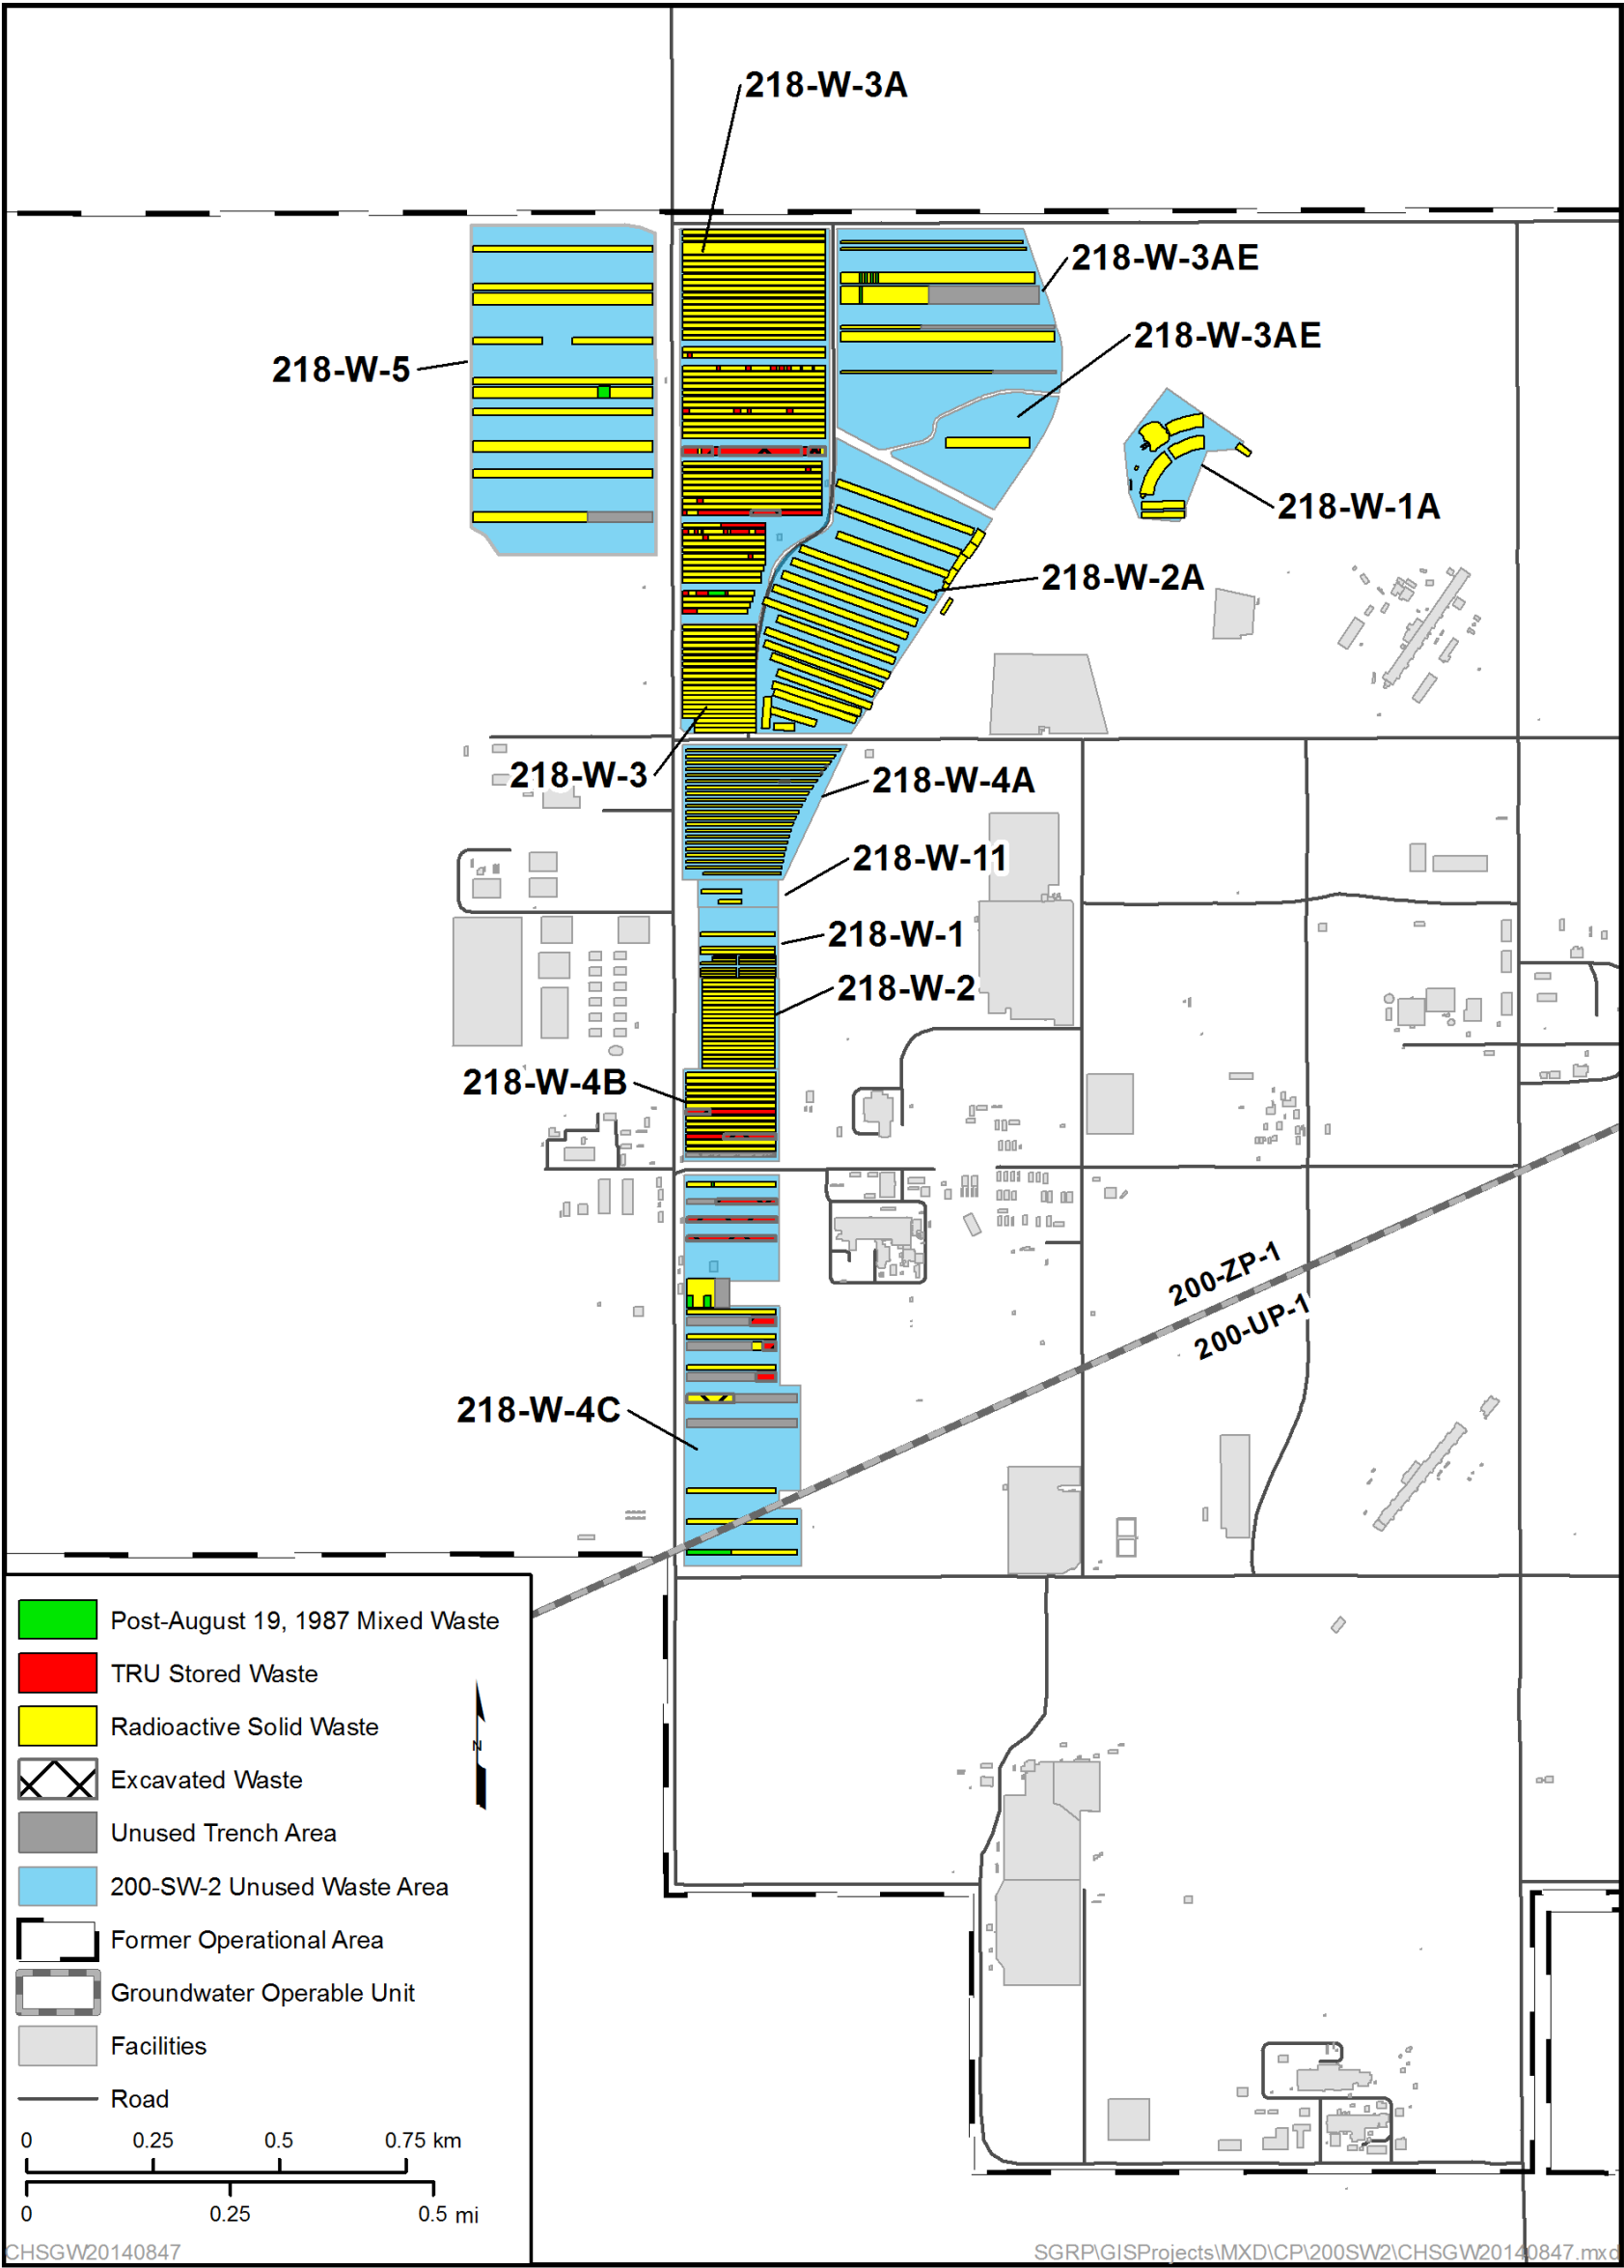 218-W-3A
218-W-3AE
218-W-3AE
218-W-5
218-W-1A
218-W-2A
218-W-3
218-W-4A
218-W-11
218-W-1
218-W-2
218-W-4B
200-ZP-1
200-UP-1
218-W-4C
Post-August 19, 1987 Mixed Waste
TRU Stored Waste
Radioactive Solid Waste
N
Excavated Waste
Unused Trench Area
200-SW-2 Unused Waste Area
Former Operational Area
Groundwater Operable Unit
Facilities
Road
0 0.25 0.5 0.75 km
0 0.25 0.5 mi
CHSGW20140847
SGRP\GISProjects\MXD\CP\200SW2\CHSGW20140847.mxd